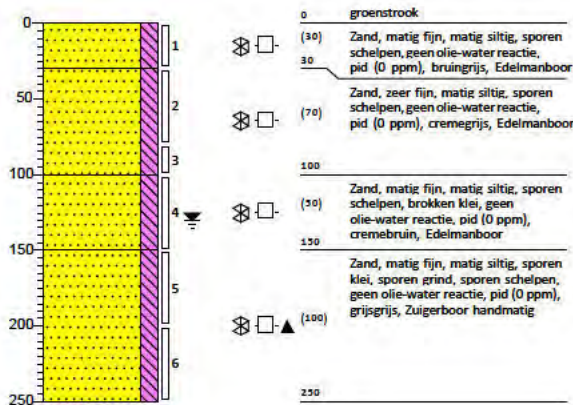 0
50
100
150
200
250
1
2
3
4
5
6
0 groenstrook
(30) Zand, matig fijn, matig siltig, sporen
schelpen, geen olie-water reactie,
30 pid (0 ppm), bruingrijs, Edelmanboor
Zand, zeer fijn, matig siltig, sporen
(70) schelpen, geen olie-water reactie,
pid (0 ppm), cremegrijs, Edelmanboor
100
Zand, matig fijn, matig siltig, sporen
(50) schelpen, brokken klei, geen
olie-water reactie, pid (0 ppm),
cremebruin, Edelmanboor
150
Zand, matig fijn, matig siltig, sporen
klei, sporen grind, sporen schelpen,
geen olie-water reactie, pid (0 ppm),
(100) grijsgrijs, Zuigerboor handmatig
250